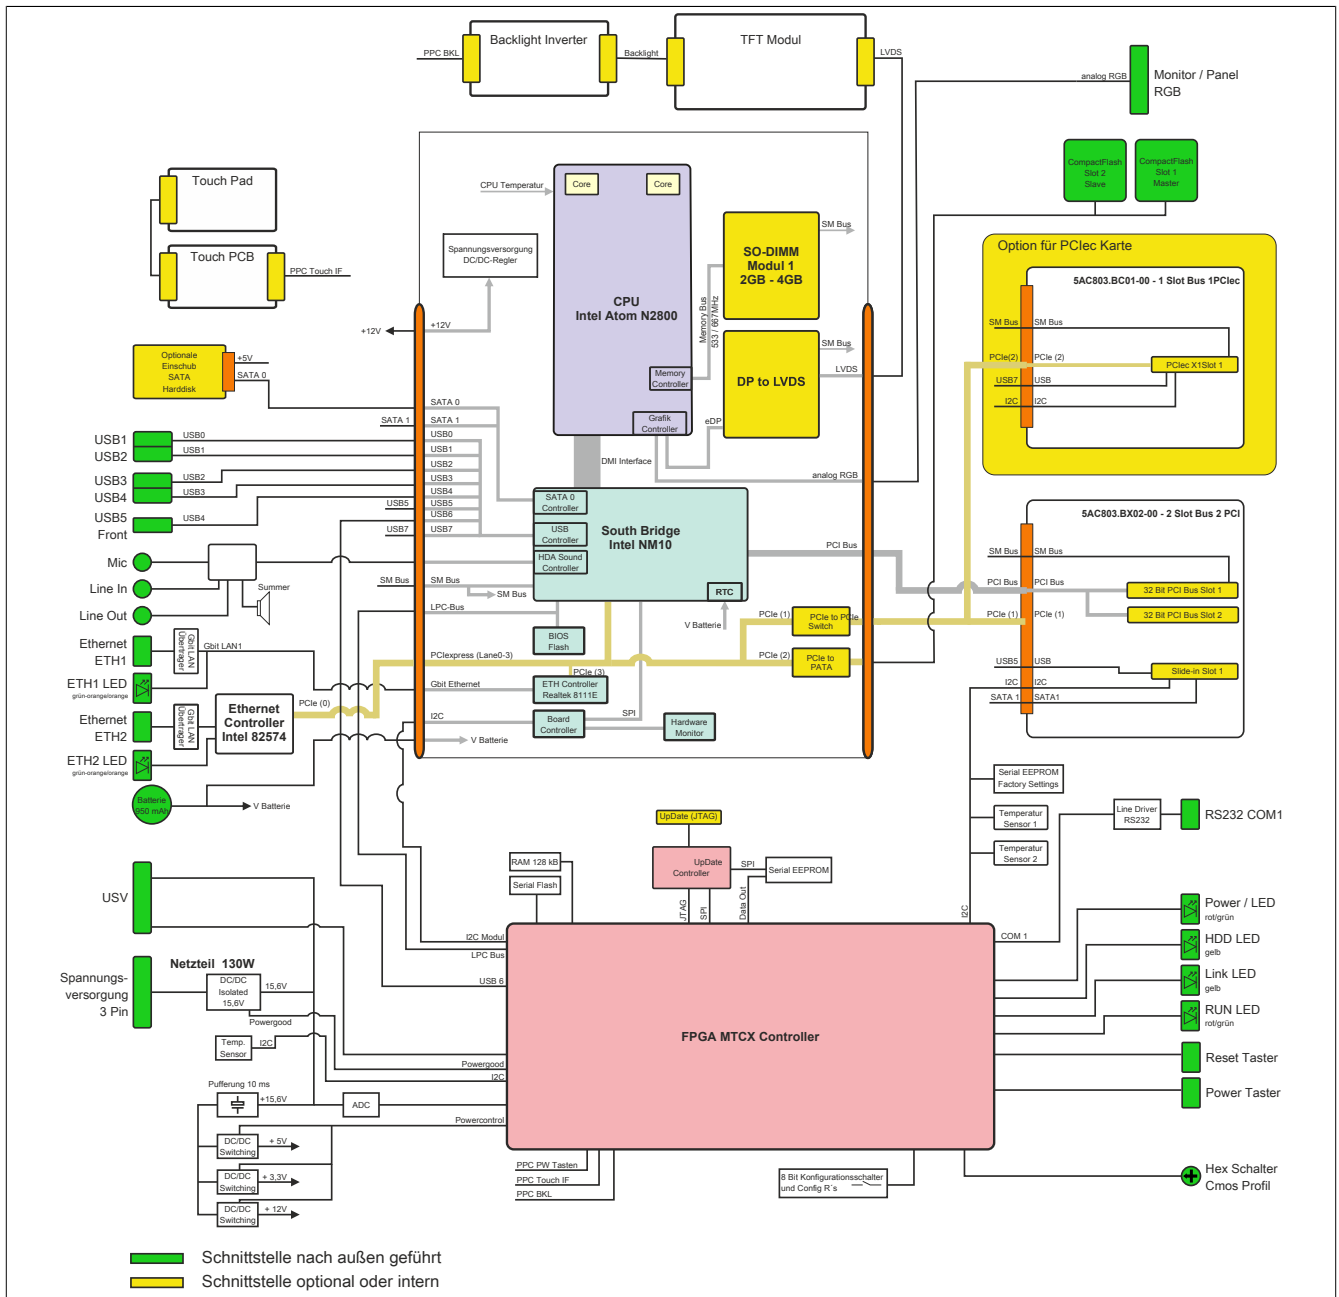 Backlight Inverter
TFT Modul
PPC BKL
Backlight
LVDS
analog RGB
Monitor / Panel
RGB
CompactFlash
Slot 2
Slave
CompactFlash
Slot 1
Master
Touch Pad
Touch PCB
PPC Touch IF
CPU Temperatur
Core
Core
Spannungsversorgung
DC/DC-Regler
CPU
Intel Atom N2800
Memory Bus
533 / 667MHz
SO-DIMM
Modul 1
2GB - 4GB
SM Bus
Option für PCIec Karte
5AC803.BC01-00 - 1 Slot Bus 1PCIec
SM Bus
SM Bus
PCIe(2)
PCIe (2)
PCIec X1Slot 1
USB7
USB
I2C
I2C
+12V
+12V
Optionale
Einschub
SATA
Harddisk
+5V
SATA 0
Memory
Controller
Grafik
Controller
DP to LVDS
SM Bus
LVDS
eDP
DMI Interface
analog RGB
SATA 0
SATA 1
SATA 1
USB0
USB1
USB2
USB3
USB4
USB5
USB5
USB6
USB7
USB7
USB1
USB2
USB0
USB1
USB3
USB4
USB2
USB3
USB5
Front
USB4
SATA 0
Controller
USB
Controller
HDA Sound
Controller
South Bridge
Intel NM10
RTC
PCI Bus
5AC803.BX02-00 - 2 Slot Bus 2 PCI
SM Bus
SM Bus
PCI Bus
PCI Bus
32 Bit PCI Bus Slot 1
PCIe (1)
PCIe (1)
32 Bit PCI Bus Slot 2
USB5
USB
Slide-in Slot 1
I2C
I2C
SATA 1
SATA1
Mic
Line In
Line Out
Summer
SM Bus
SM Bus
SM Bus
LPC-Bus
V Batterie
BIOS
Flash
PCIe (1)
PCIe to PCIe
Switch
PCIe (2)
PCIe to
PATA
Ethernet
ETH1
Gbit LAN
Übertrager
Gbit LAN1
ETH1 LED
grün-orange/orange
PCIexpress (Lane0-3)
PCIe (3)
Gbit Ethernet
ETH Controller
Realtek 8111E
PCIe (0)
Ethernet
ETH2
Gbit LAN
Übertrager
Ethernet
Controller
Intel 82574
ETH2 LED
grün-orange/orange
I2C
Board
Controller
SPI
Hardware
Monitor
V Batterie
Batterie
950 mAh
V Batterie
Serial EEPROM
Factory Settings
Temperatur
Sensor 1
Temperatur
Sensor 2
Line Driver
RS232
RS232 COM1
UpDate (JTAG)
UpDate
Controller
SPI
Serial EEPROM
RAM 128 kB
Serial Flash
JTAG
SPI
Data Out
I2C
USV
I2C Modul
LPC Bus
USB 6
COM 1
Power / LED
rot/grün
HDD LED
gelb
Link LED
gelb
RUN LED
rot/grün
Reset Taster
Power Taster
Spannungs-
versorgung
3 Pin
Netzteil 130W
DC/DC
Isolated
15,6V
15,6V
Powergood
Temp.
Sensor
I2C
FPGA MTCX Controller
Powergood
I2C
Pufferung 10 ms
+15,6V
ADC
Powercontrol
DC/DC
Switching
+ 5V
DC/DC
Switching
+ 3,3V
DC/DC
Switching
+ 12V
PPC PW Tasten
PPC Touch IF
PPC BKL
8 Bit Konfigurationsschalter
und Config R´s
Hex Schalter
Cmos Profil
Schnittstelle nach außen geführt
Schnittstelle optional oder intern